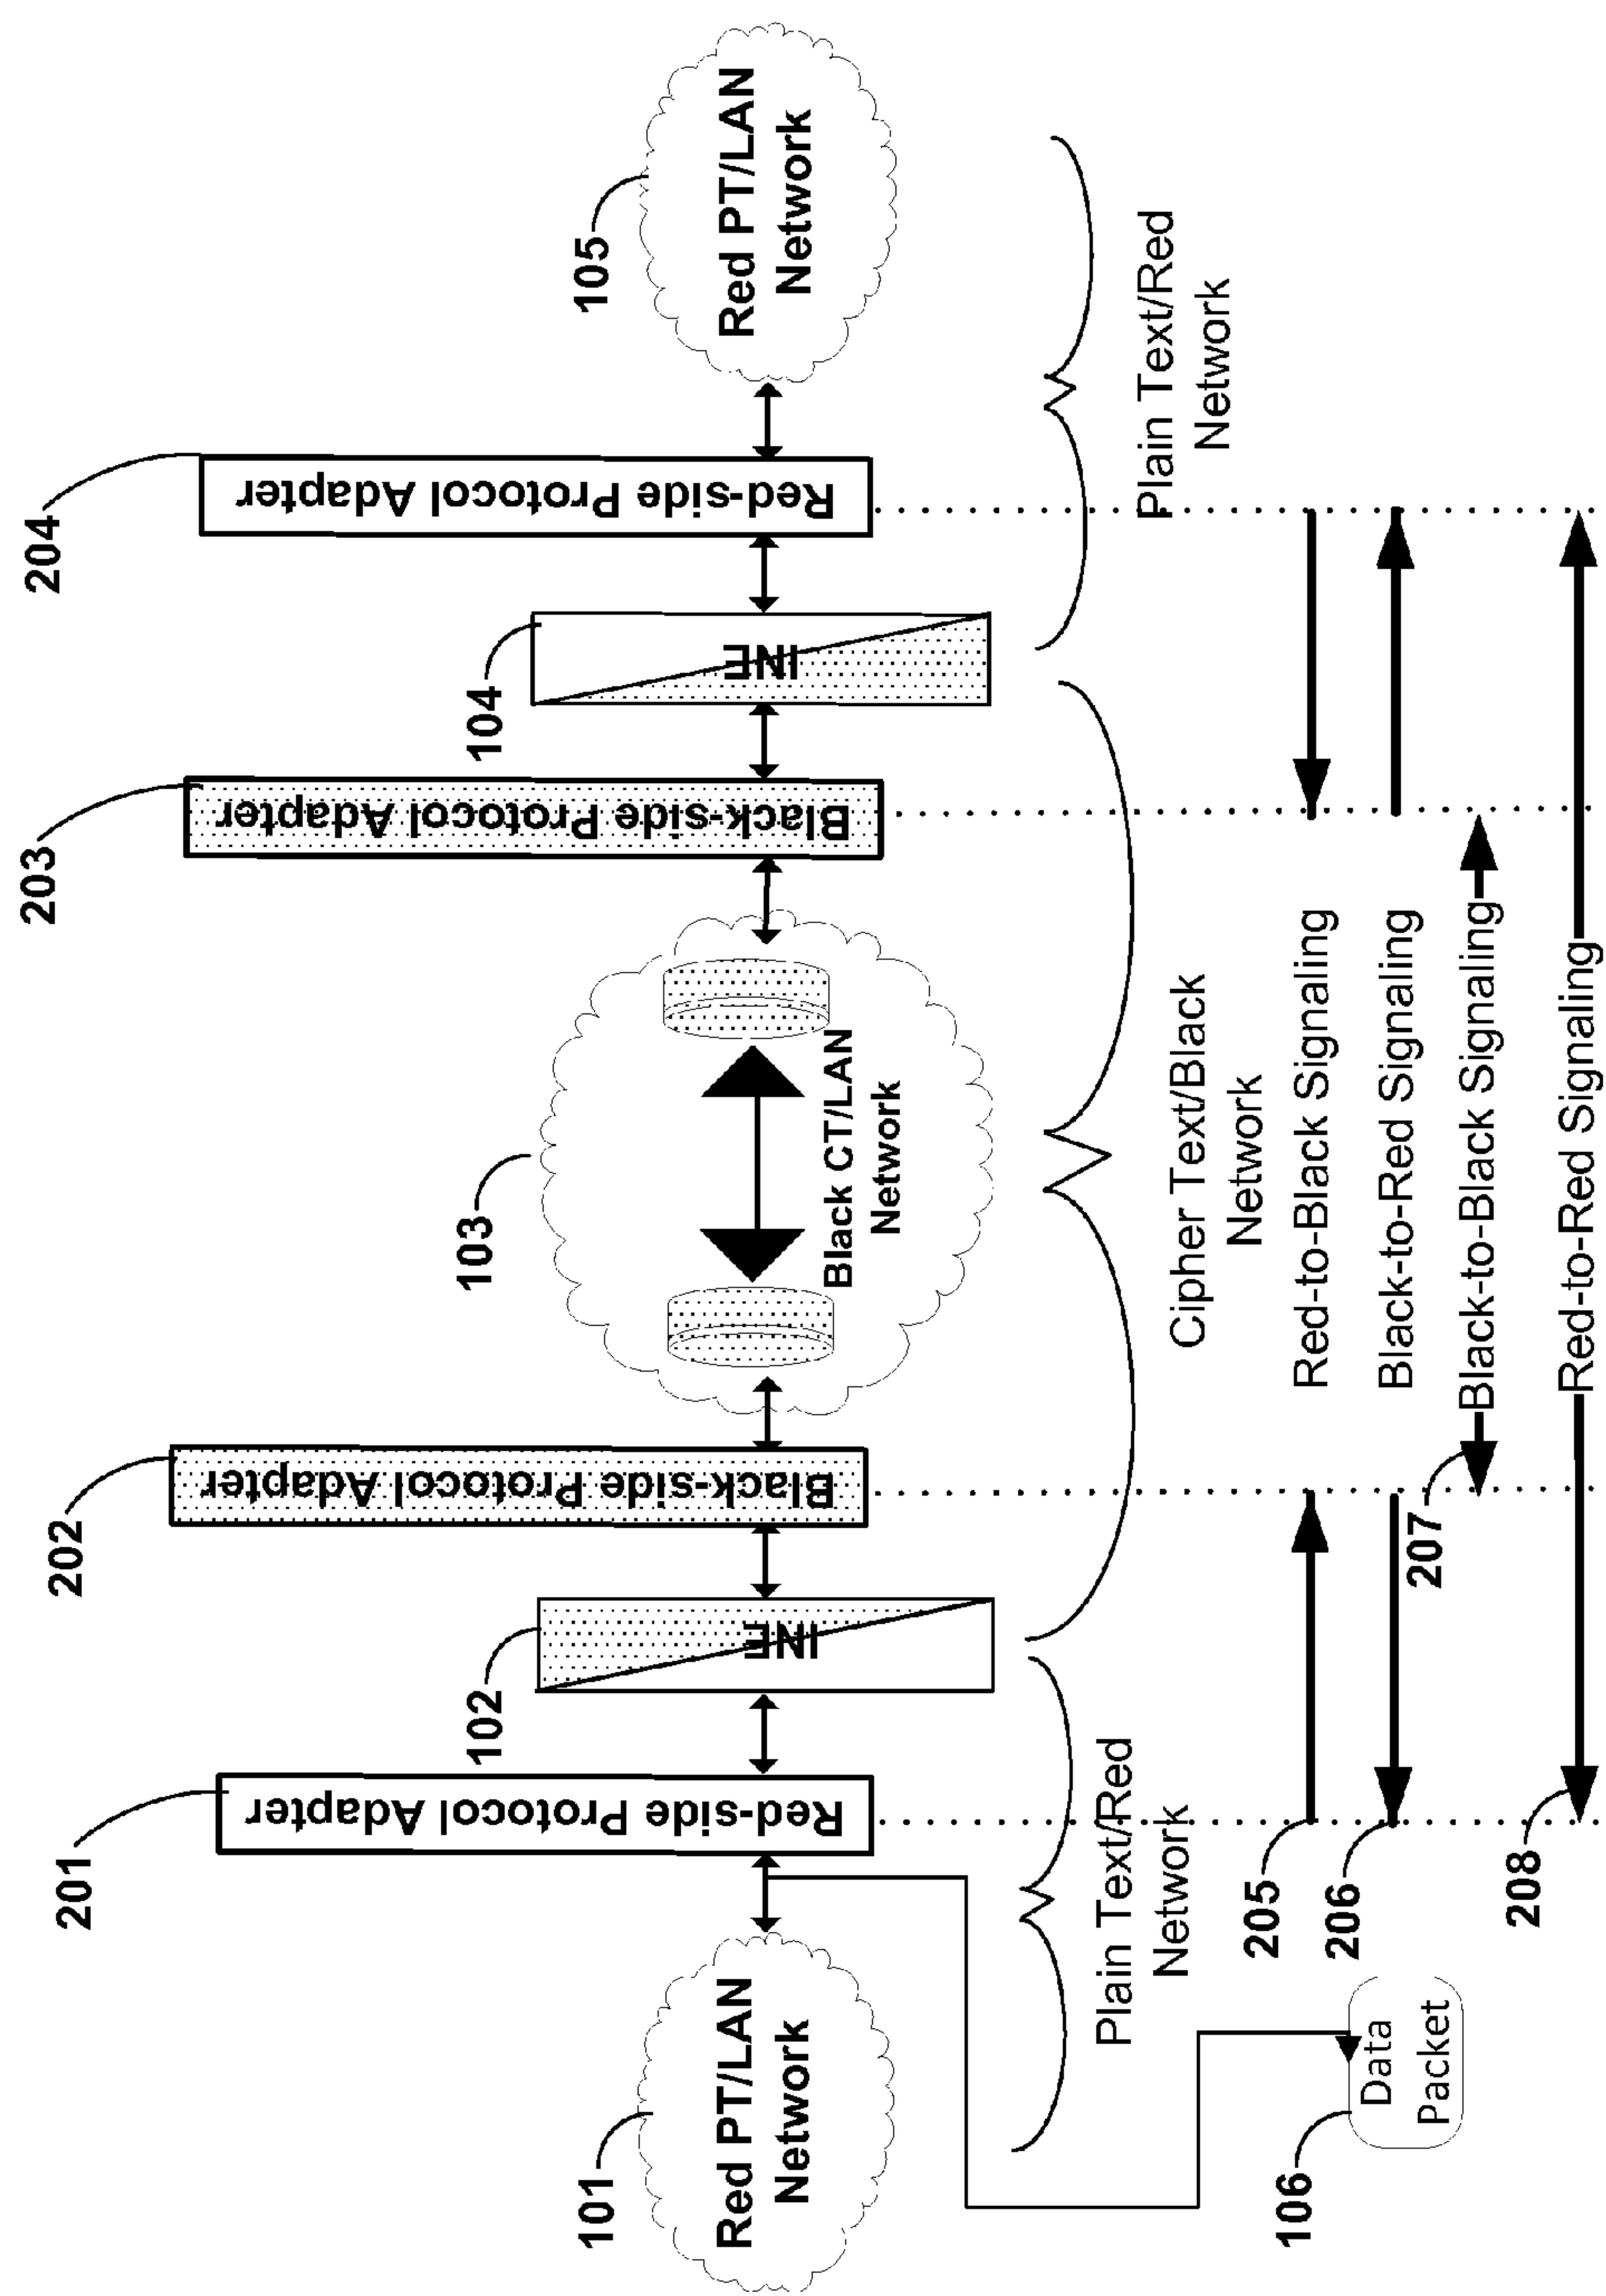 201
202
203
204
Red-side Protocol Adapter
Black-side Protocol Adapter
Black-side Protocol Adapter
Red-side Protocol Adapter
101
102
103
104
105
Red PT/LAN
Network
INE
Black CT/LAN
Network
INE
Red PT/LAN
Network
Plain Text/Red
Network
Cipher Text/Black
Network
Plain Text/Red
Network
205
Red-to-Black Signaling
206
Black-to-Red Signaling
207
Black-to-Black Signaling
208
Red-to-Red Signaling
106
Data
Packet